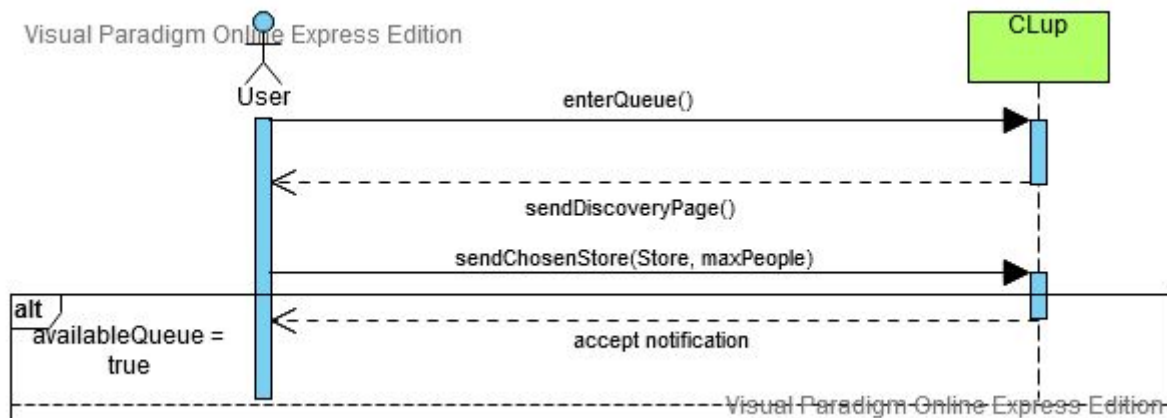 Visual Paradigm Online Express Edition
CLup
User
enterQueue()
sendDiscoveryPage()
sendChosenStore(Store, maxPeople)
alt
availableQueue =
true
accept notification
Visual Paradigm Online Express Edition